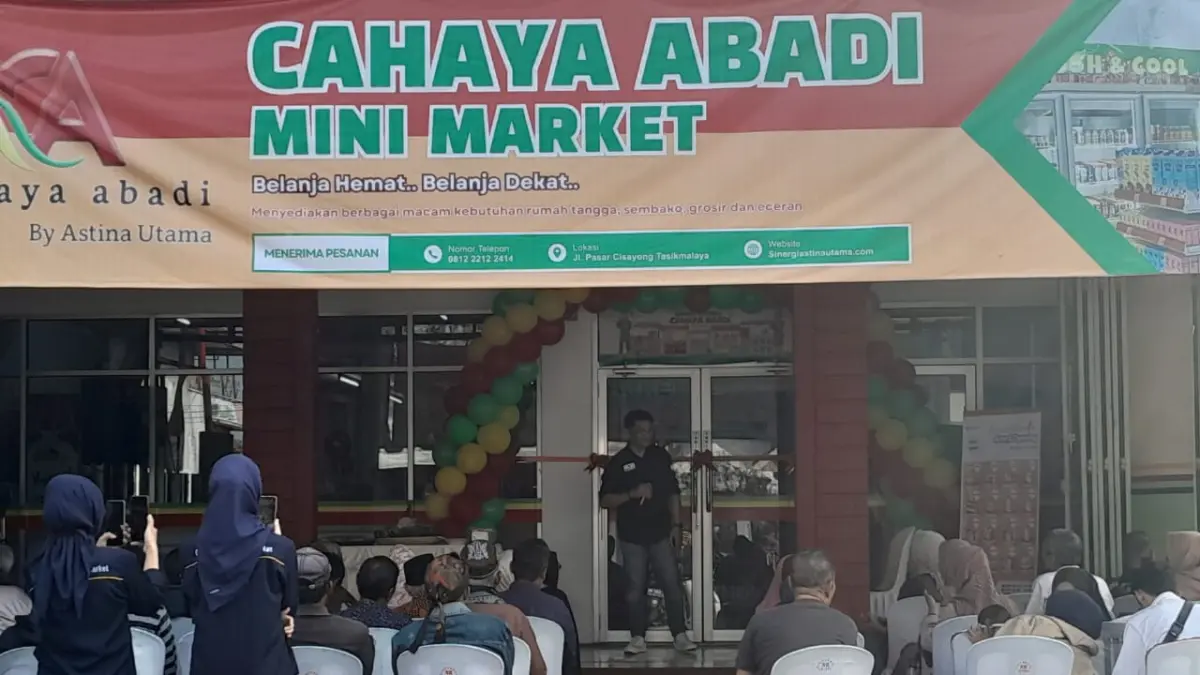 CAHAYA ABADI
MINI MARKET
Belanja Hemat.. Belanja Dekat..
Menyediakan berbagai macam kebutuhan rumah tangga, sembako, grosir dan eceran
MENERIMA PESANAN
Nomor Telepon
0812 2212 2414
Lokasi
Jl. Pasar Cisayong Tasikmalaya
Website
Sinergiastinautama.com
CA
aya abadi
By Astina Utama
SH & COOL